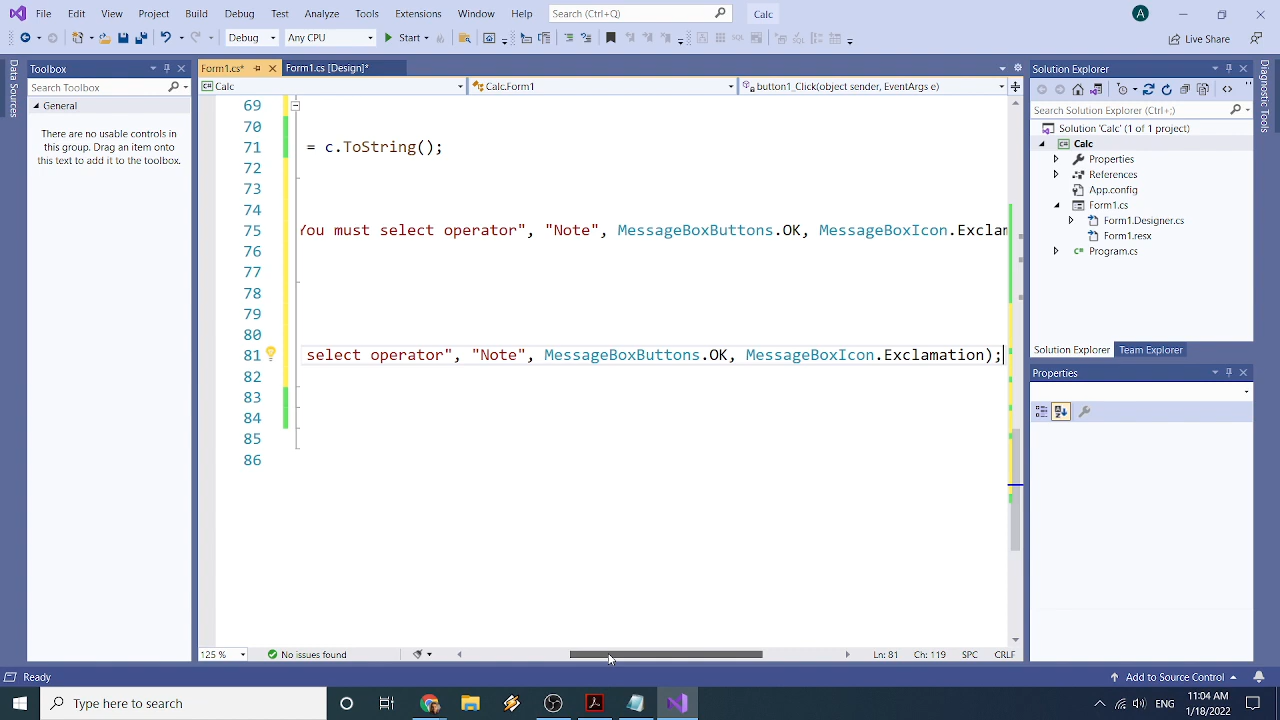 File Edit View Project Build Debug Test Analyze Tools Extensions Window Help Search (Ctrl+Q) Calc A
Debug Any CPU Start Live Share
Data Sources
Toolbox
Search Toolbox
General
There are no usable controls in
this group. Drag an item onto
this text to add it to the toolbox.
Form1.cs* Form1.cs [Design]*
Calc Calc.Form1 button1_Click(object sender, EventArgs e)
69
70
71 = c.ToString();
72
73
74
75 You must select operator", "Note", MessageBoxButtons.OK, MessageBoxIcon.Exclam
76
77
78
79
80
81 select operator", "Note", MessageBoxButtons.OK, MessageBoxIcon.Exclamation);
82
83
84
85
86
125 % No issues found Ln: 81 Ch: 119 SPC CRLF
Solution Explorer
Search Solution Explorer (Ctrl+;)
Solution 'Calc' (1 of 1 project)
Calc
Properties
References
App.config
Form1.cs
Form1.Designer.cs
Form1.resx
Program.cs
Solution Explorer Team Explorer
Properties
Diagnostic Tools
Ready Add to Source Control
Type here to search ENG 11:04 AM
1/18/2022